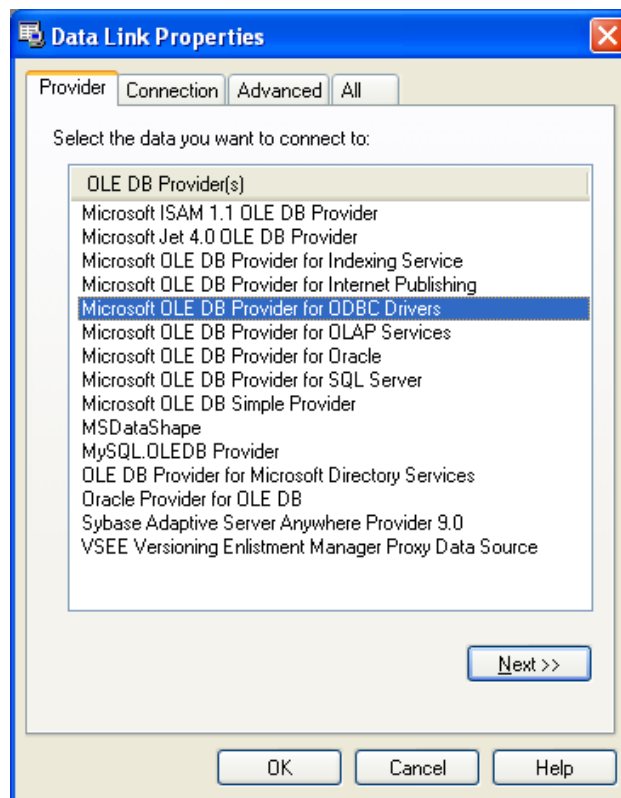 Data Link Properties
Provider Connection Advanced All
Select the data you want to connect to:
OLE DB Provider(s)
Microsoft ISAM 1.1 OLE DB Provider
Microsoft Jet 4.0 OLE DB Provider
Microsoft OLE DB Provider for Indexing Service
Microsoft OLE DB Provider for Internet Publishing
Microsoft OLE DB Provider for ODBC Drivers
Microsoft OLE DB Provider for OLAP Services
Microsoft OLE DB Provider for Oracle
Microsoft OLE DB Provider for SQL Server
Microsoft OLE DB Simple Provider
MSDataShape
MySQL.OLEDB Provider
OLE DB Provider for Microsoft Directory Services
Oracle Provider for OLE DB
Sybase Adaptive Server Anywhere Provider 9.0
VSEE Versioning Enlistment Manager Proxy Data Source
Next >>
OK Cancel Help